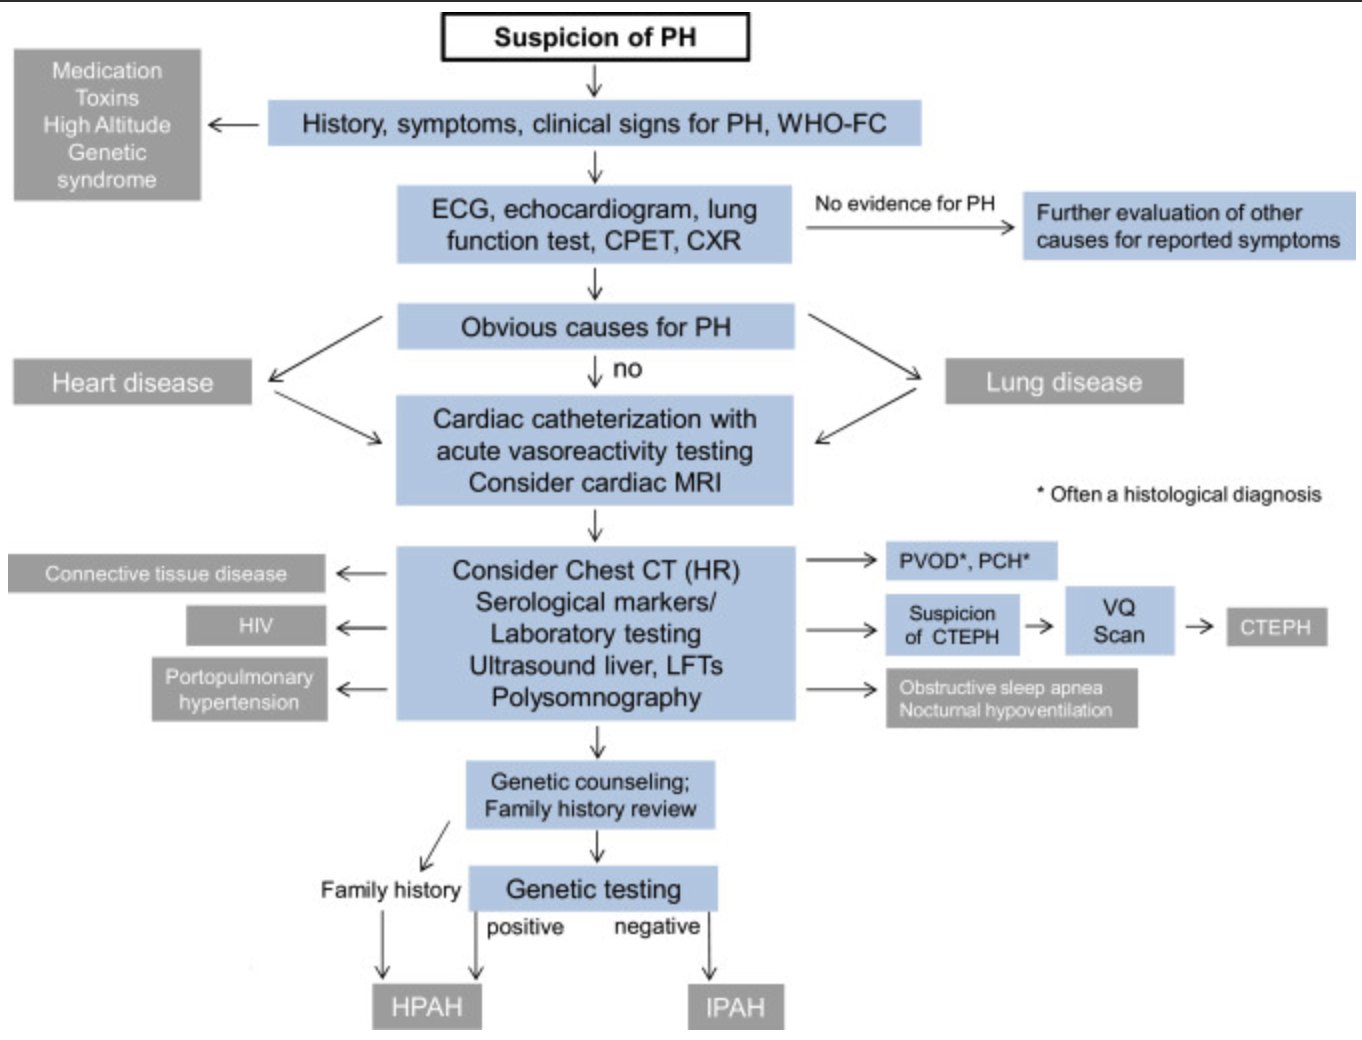 Suspicion of PH
Medication
Toxins
High Altitude
Genetic
syndrome
History, symptoms, clinical signs for PH, WHO-FC
ECG, echocardiogram, lung
function test, CPET, CXR
No evidence for PH
Further evaluation of other
causes for reported symptoms
Obvious causes for PH
Heart disease
no
Lung disease
Cardiac catheterization with
acute vasoreactivity testing
Consider cardiac MRI
* Often a histological diagnosis
Connective tissue disease
HIV
Portopulmonary
hypertension
Consider Chest CT (HR)
Serological markers/
Laboratory testing
Ultrasound liver, LFTs
Polysomnography
PVOD*, PCH*
Suspicion
of CTEPH
VQ
Scan
CTEPH
Obstructive sleep apnea
Nocturnal hypoventilation
Genetic counseling;
Family history review
Family history
Genetic testing
positive
negative
HPAH
IPAH